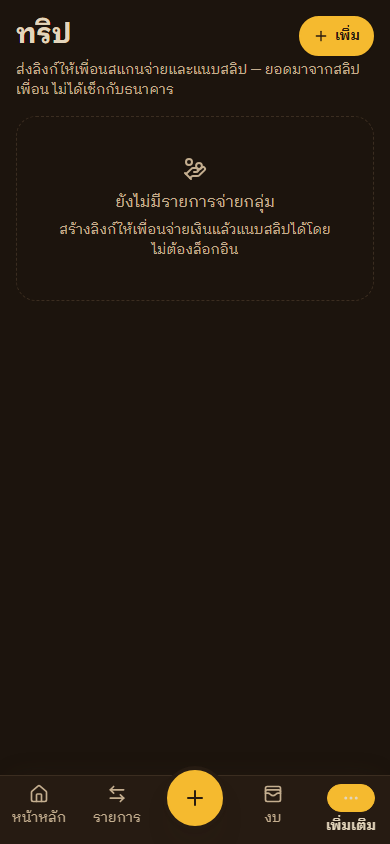 ทริป
เพิ่ม
ส่งลิงก์ให้เพื่อนสแกนจ่ายและแนบสลิป — ยอดมาจากสลิป
เพื่อน ไม่ได้เช็กกับธนาคาร
ยังไม่มีรายการจ่ายกลุ่ม
สร้างลิงก์ให้เพื่อนจ่ายเงินแล้วแนบสลิปได้โดย
ไม่ต้องล็อกอิน
หน้าหลัก
รายการ
งบ
เพิ่มเติม